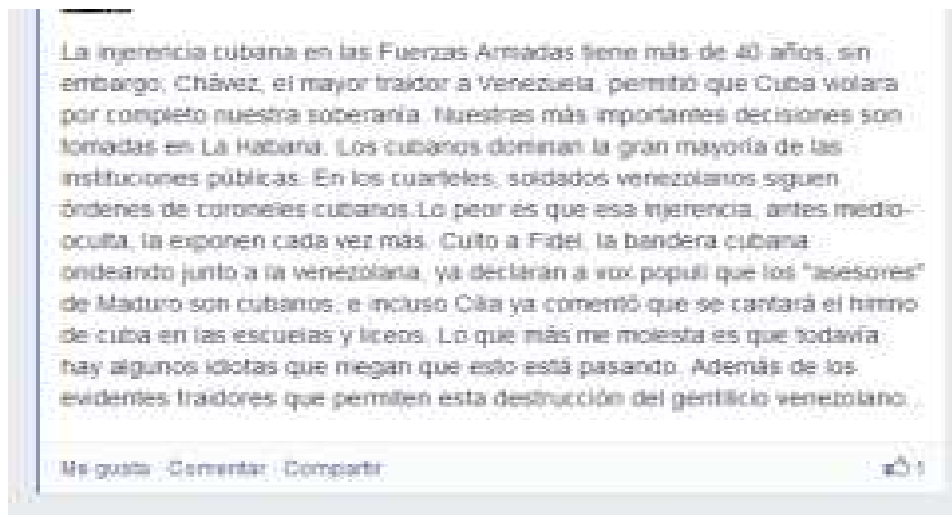 La injerencia cubana en las Fuerzas Armadas tiene más de 40 años, sin
embargo, Chávez, el mayor traidor a Venezuela, permitió que Cuba violara
por completo nuestra soberanía. Nuestras más importantes decisiones son
tomadas en La Habana. Los cubanos dominan la gran mayoría de las
instituciones públicas. En los cuarteles, soldados venezolanos siguen
órdenes de coroneles cubanos.Lo peor es que esa injerencia, antes medio-
oculta, la exponen cada vez más. Culto a Fidel, la bandera cubana
ondeando junto a la venezolana, ya declaran a vox populi que los "asesores"
de Maduro son cubanos, e incluso Cilia ya comentó que se cantará el himno
de cuba en las escuelas y liceos. Lo que más me molesta es que todavía
hay algunos idiotas que niegan que esto está pasando. Además de los
evidentes traidores que permiten esta destrucción del gentilicio venezolano...
Me gusta · Comentar · Compartir 1